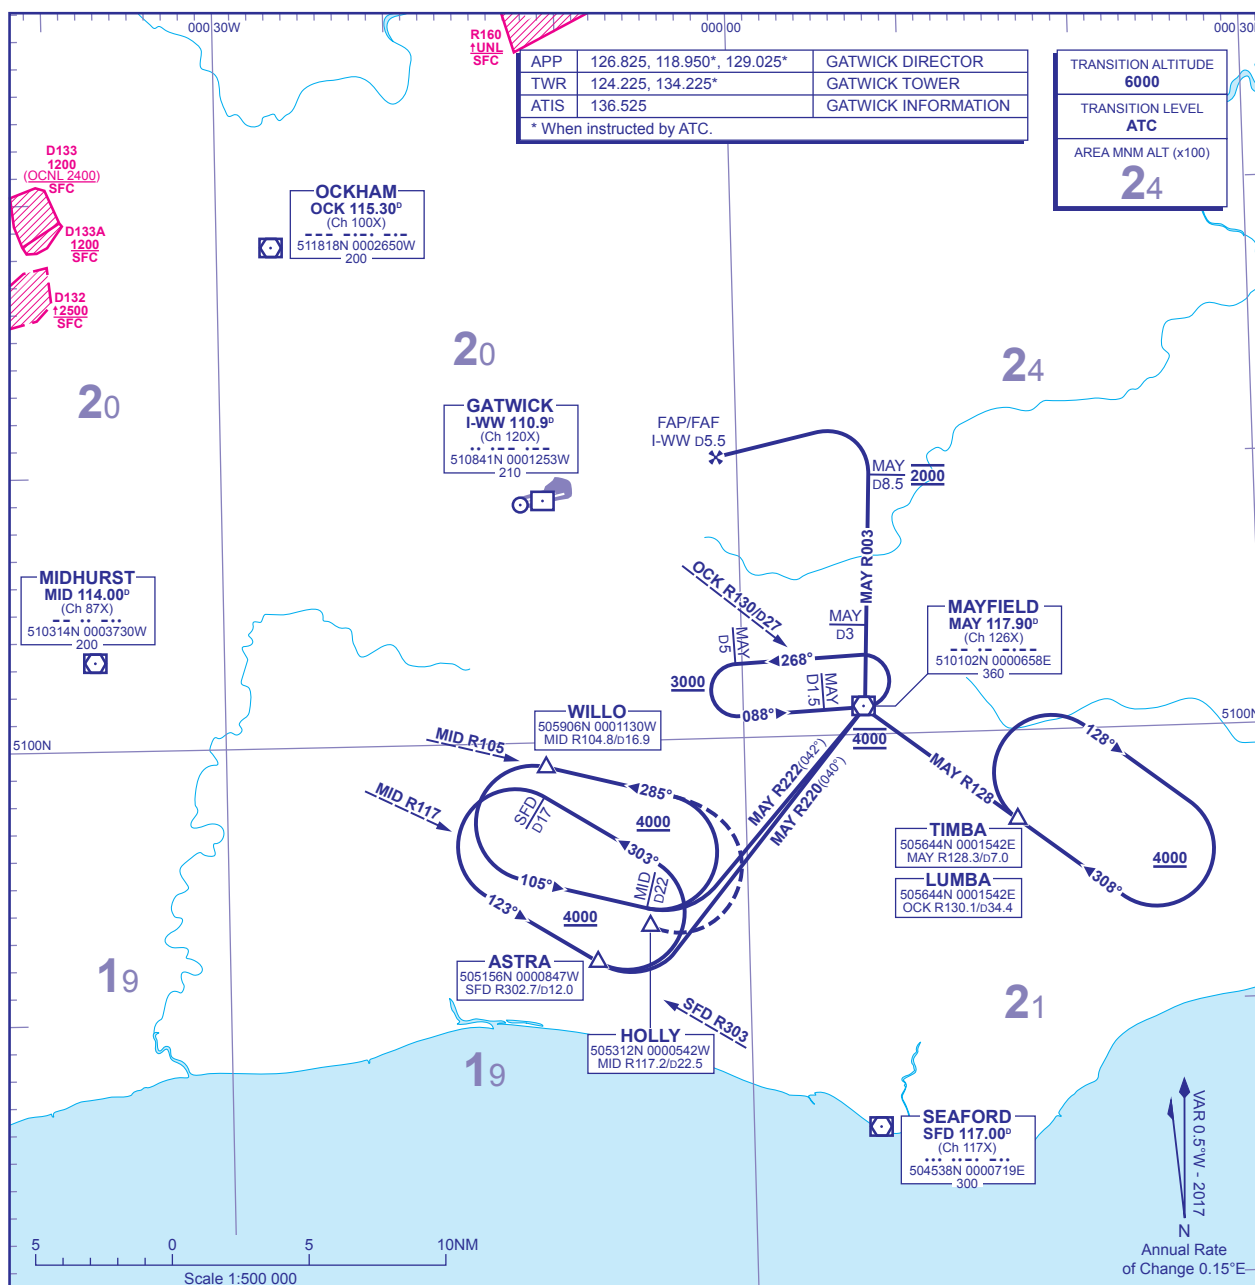 000 30W
000 00
000 30E
R160
↑UNL
SFC
APP 126.825, 118.950*, 129.025* GATWICK DIRECTOR
TWR 124.225, 134.225* GATWICK TOWER
ATIS 136.525 GATWICK INFORMATION
* When instructed by ATC.
TRANSITION ALTITUDE
6000
TRANSITION LEVEL
ATC
AREA MNM ALT (x100)
24
D133
1200
(OCNL 2400)
SFC
D133A
1200
SFC
D132
↑2500
SFC
OCKHAM
OCK 115.30D
(Ch 100X)
--- -·-· -·-
511818N 0002650W
200
20
20
24
GATWICK
I-WW 110.9D
(Ch 120X)
·· ·-- ·--
510841N 0001253W
210
FAP/FAF
I-WW D5.5
MAY
D8.5
2000
MAY R003
MIDHURST
MID 114.00D
(Ch 87X)
-- ·· -··
510314N 0003730W
200
OCK R130/D27
MAY
D3
MAYFIELD
MAY 117.90D
(Ch 126X)
-- ·- -·--
510102N 0000658E
360
MAY
D5
268°
3000
MAY
D1.5
088°
4000
5100N
5100N
WILLO
505906N 0001130W
MID R104.8/D16.9
MID R105
MID R117
285°
4000
SFD
D17
303°
105°
MID
D22
123°
4000
MAY R222(042°)
MAY R220(040°)
MAY R128
128°
308°
4000
TIMBA
505644N 0001542E
MAY R128.3/D7.0
LUMBA
505644N 0001542E
OCK R130.1/D34.4
ASTRA
505156N 0000847W
SFD R302.7/D12.0
SFD R303
HOLLY
505312N 0000542W
MID R117.2/D22.5
19
19
21
SEAFORD
SFD 117.00D
(Ch 117X)
··· ··-· -··
504538N 0000719E
300
VAR 0.5°W - 2017
N
Annual Rate
of Change 0.15°E
5 0 5 10NM
Scale 1:500 000